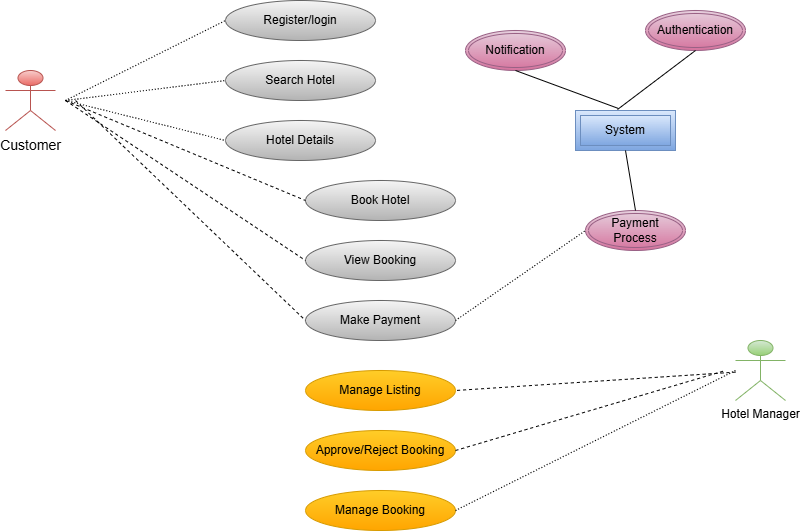 Register/login
Authentication
Notification
Search Hotel
System
Hotel Details
Customer
Book Hotel
Payment
Process
View Booking
Make Payment
Manage Listing
Hotel Manager
Approve/Reject Booking
Manage Booking